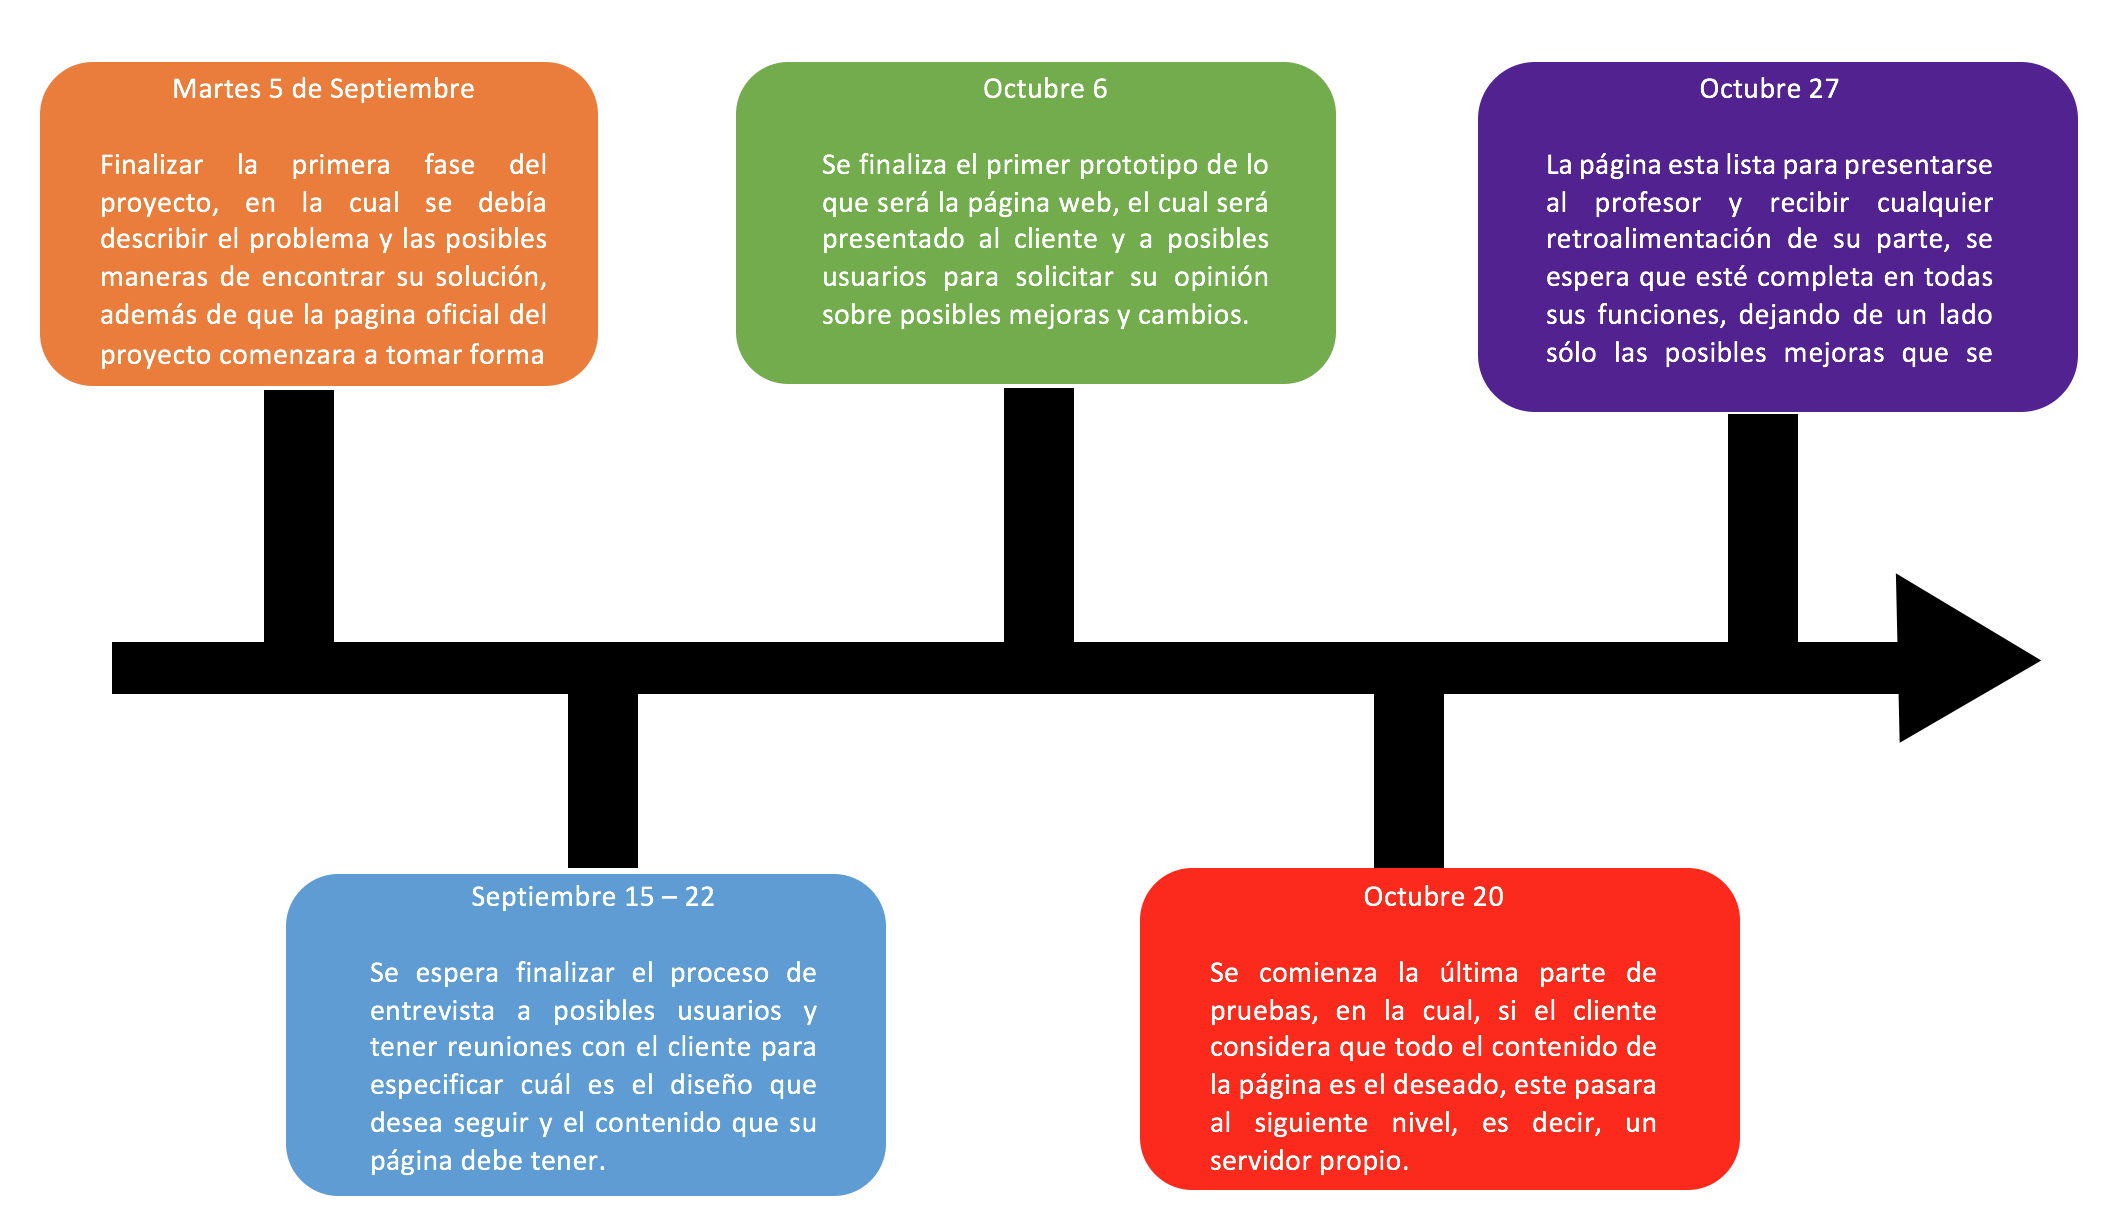 Martes 5 de Septiembre
Finalizar la primera fase del
proyecto, en la cual se debía
describir el problema y las posibles
maneras de encontrar su solución,
además de que la pagina oficial del
proyecto comenzara a tomar forma
Septiembre 15 – 22
Se espera finalizar el proceso de
entrevista a posibles usuarios y
tener reuniones con el cliente para
especificar cuál es el diseño que
desea seguir y el contenido que su
página debe tener.
Octubre 6
Se finaliza el primer prototipo de lo
que será la página web, el cual será
presentado al cliente y a posibles
usuarios para solicitar su opinión
sobre posibles mejoras y cambios.
Octubre 20
Se comienza la última parte de
pruebas, en la cual, si el cliente
considera que todo el contenido de
la página es el deseado, este pasara
al siguiente nivel, es decir, un
servidor propio.
Octubre 27
La página esta lista para presentarse
al profesor y recibir cualquier
retroalimentación de su parte, se
espera que esté completa en todas
sus funciones, dejando de un lado
sólo las posibles mejoras que se